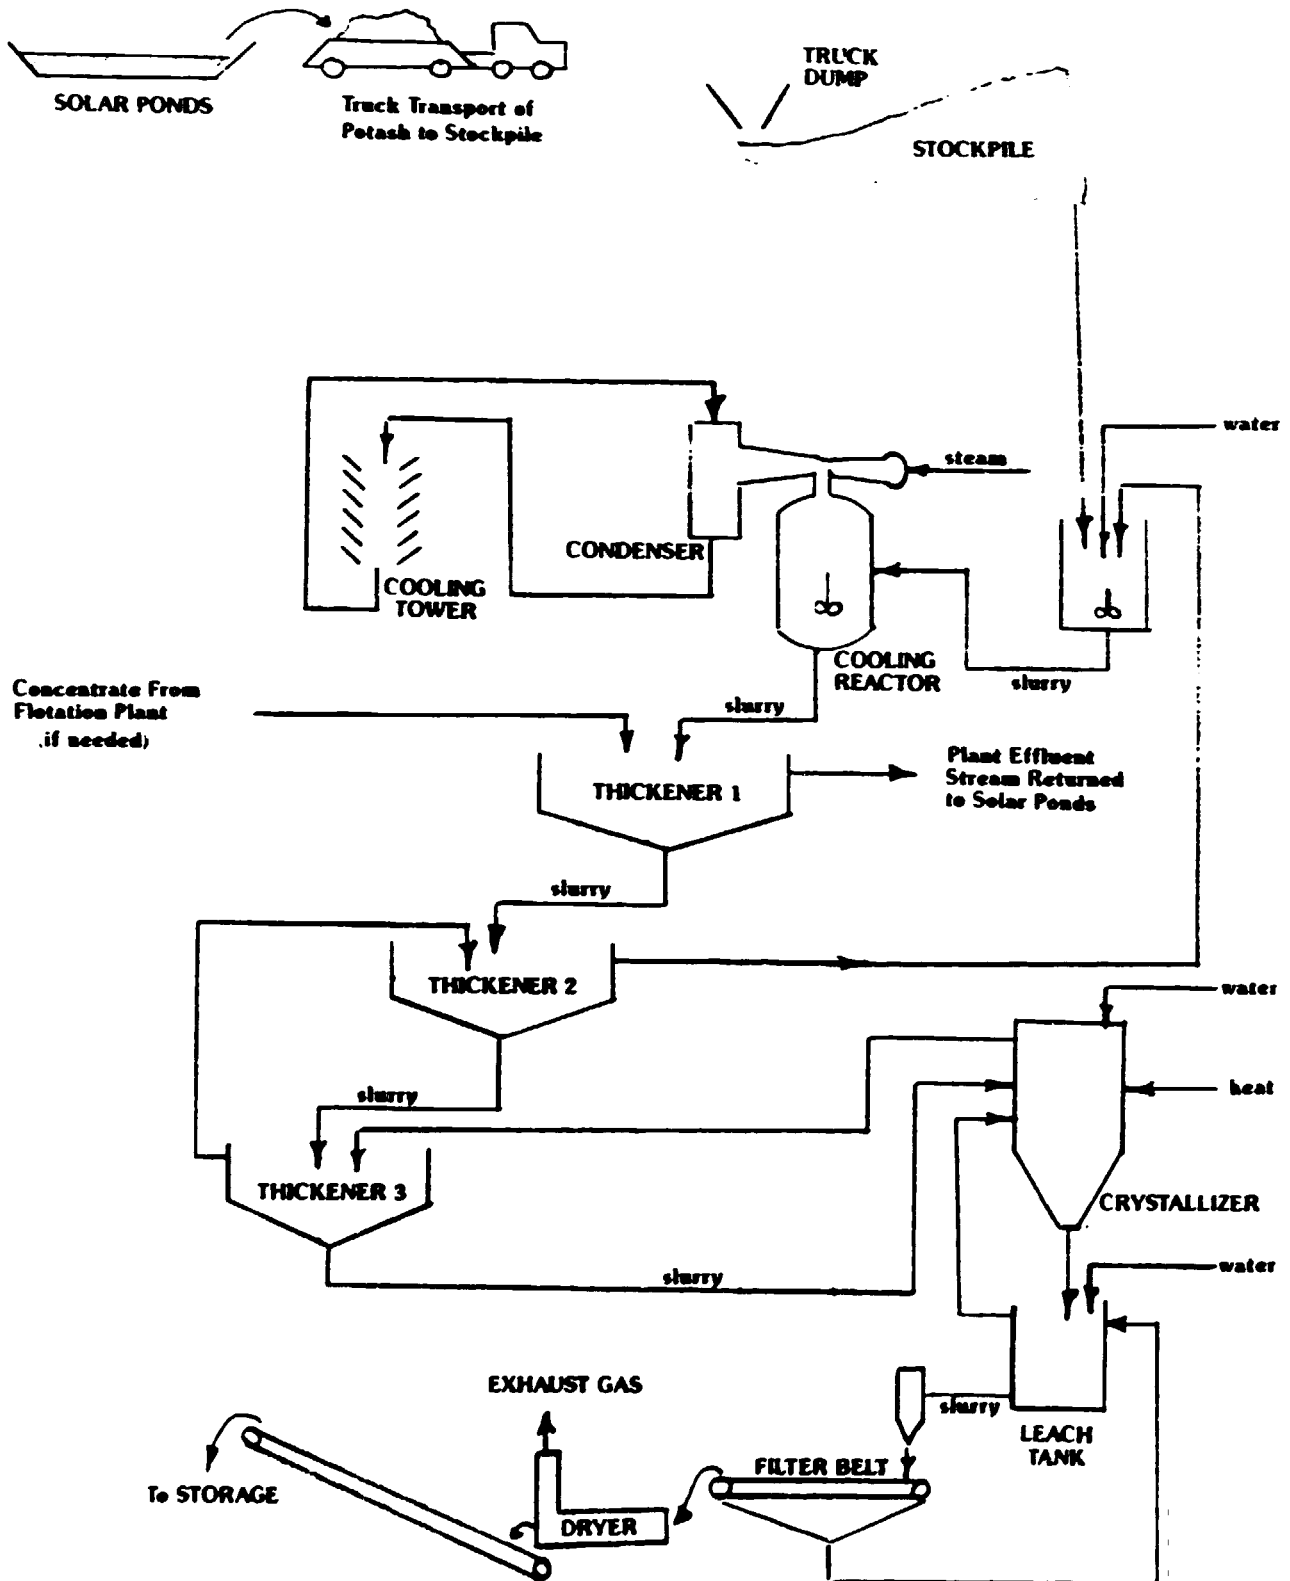 SOLAR PONDS
Truck Transport of
Potash to Stockpile
TRUCK
DUMP
STOCKPILE
water
steam
CONDENSER
COOLING
TOWER
COOLING
REACTOR
slurry
Concentrate From
Flotation Plant
if needed)
slurry
THICKENER 1
Plant Effluent
Stream Returned
to Solar Ponds
slurry
THICKENER 2
water
slurry
heat
THICKENER 3
CRYSTALLIZER
slurry
water
EXHAUST GAS
slurry
LEACH
TANK
FILTER BELT
To STORAGE
DRYER